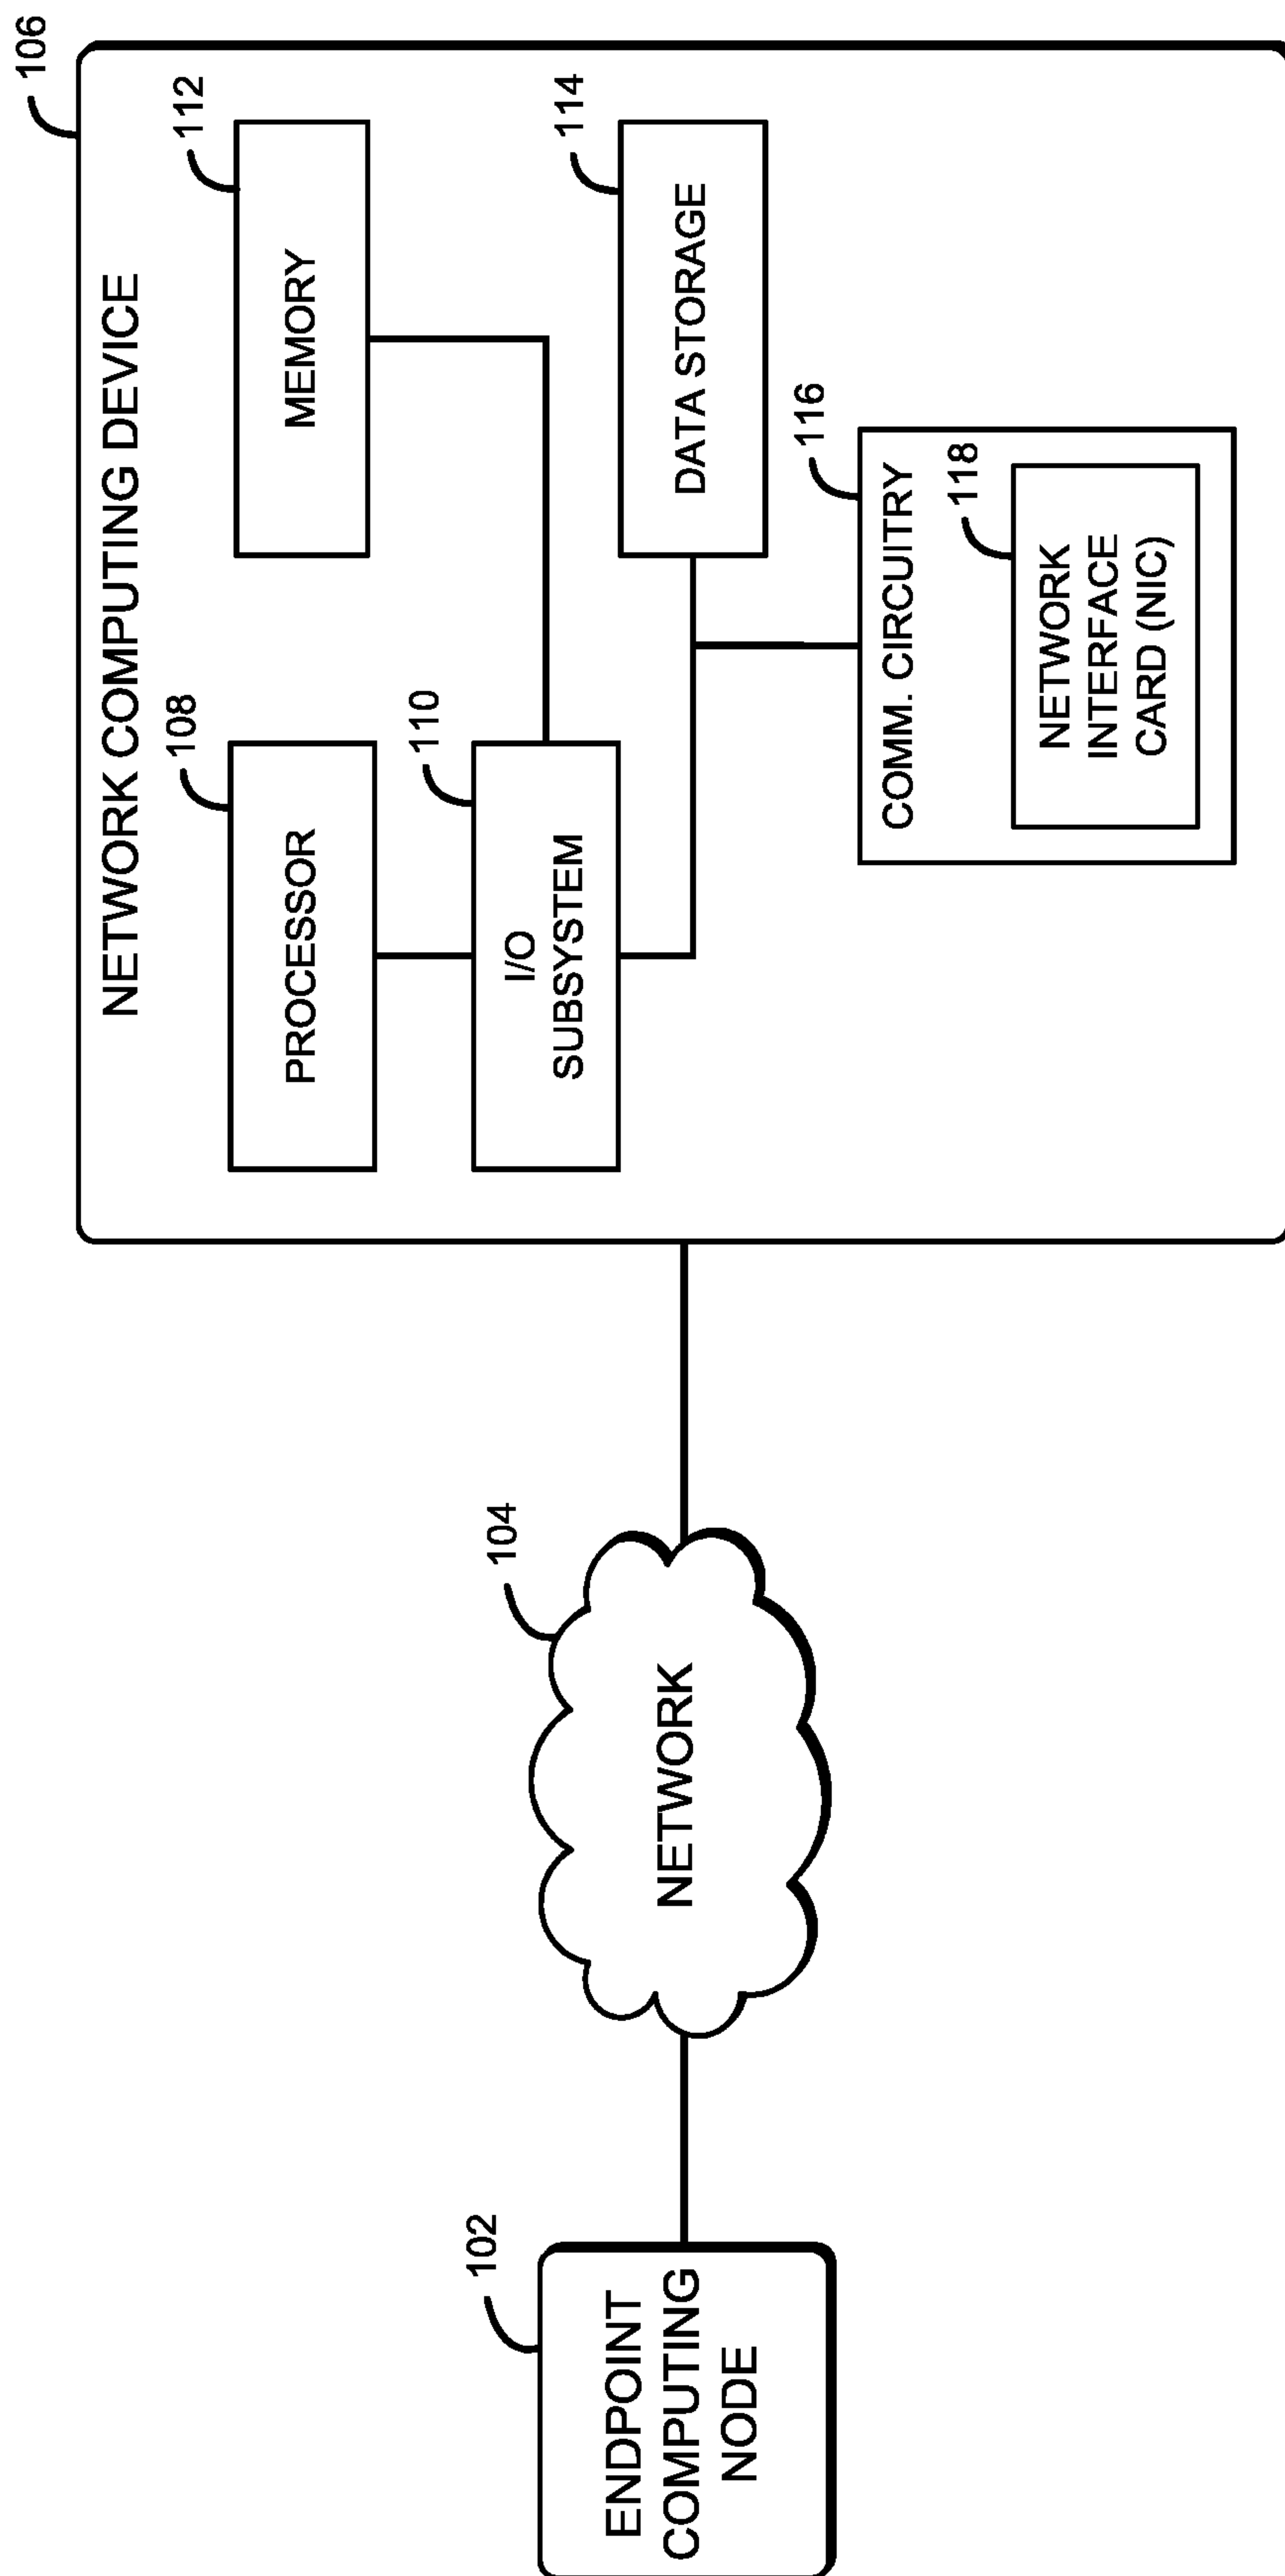 106
NETWORK COMPUTING DEVICE
108
PROCESSOR
112
MEMORY
110
I/O
SUBSYSTEM
114
DATA STORAGE
116
COMM. CIRCUITRY
118
NETWORK
INTERFACE
CARD (NIC)
104
NETWORK
102
ENDPOINT
COMPUTING
NODE